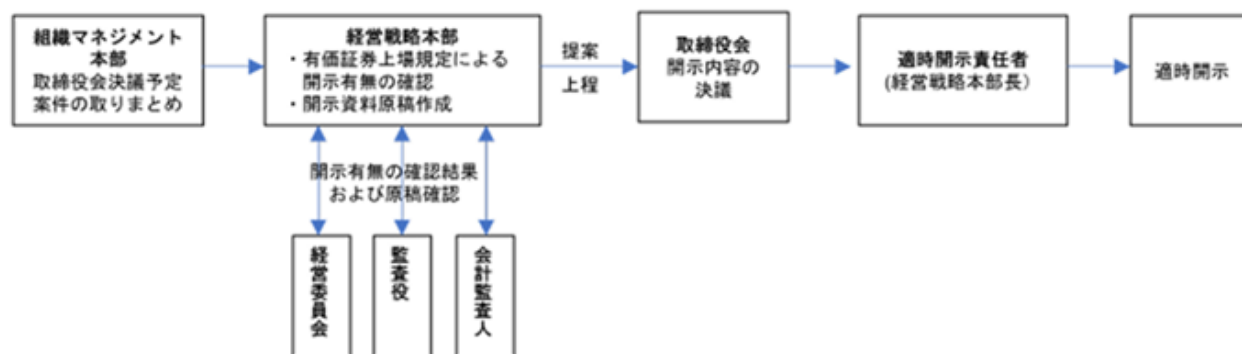 組織マネジメント
本部
取締役会決議予定
案件の取りまとめ
経営戦略本部
・有価証券上場規定による
開示有無の確認
・開示資料原稿作成
提案
上程
取締役会
開示内容の
決議
適時開示責任者
(経営戦略本部長)
適時開示
開示有無の確認結果
および原稿確認
経営委員会
監査役
会計監査人